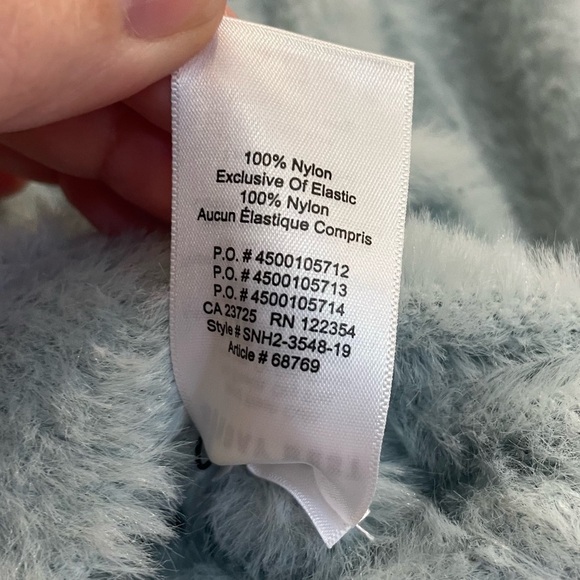 100% Nylon
Exclusive Of Elastic
100% Nylon
Aucun Élastique Compris
P.O. # 4500105712
P.O. # 4500105713
P.O. # 4500105714
CA 23725 RN 122354
Style # SNH2-3548-19
Article # 68769